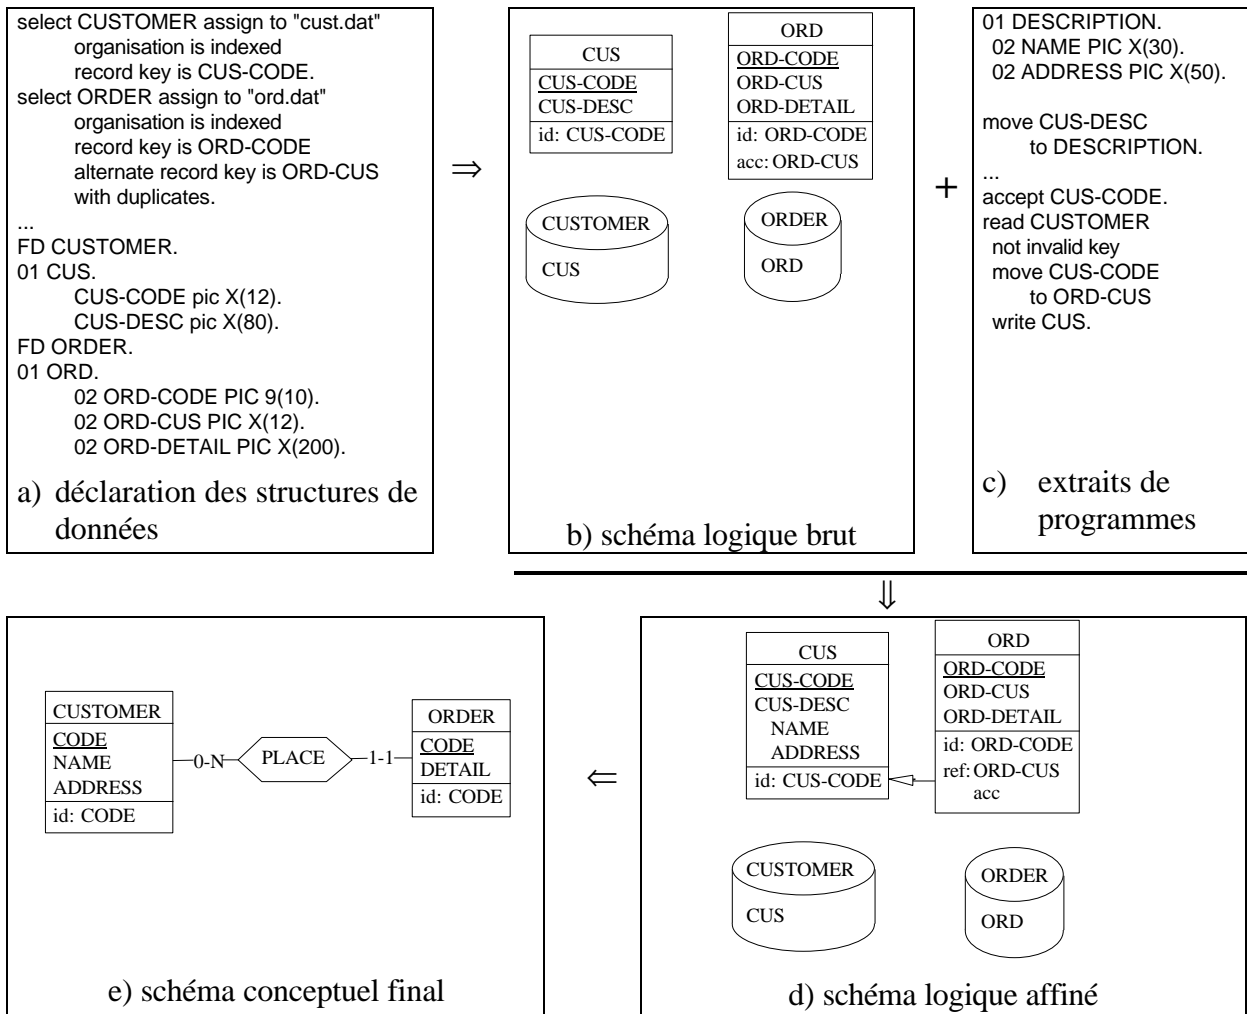 select CUSTOMER assign to "cust.dat"
organisation is indexed
record key is CUS-CODE.
select ORDER assign to "ord.dat"
organisation is indexed
record key is ORD-CODE
alternate record key is ORD-CUS
with duplicates.
...
FD CUSTOMER.
01 CUS.
CUS-CODE pic X(12).
CUS-DESC pic X(80).
FD ORDER.
01 ORD.
02 ORD-CODE PIC 9(10).
02 ORD-CUS PIC X(12).
02 ORD-DETAIL PIC X(200).
a) déclaration des structures de
données
⇒
CUS
CUS-CODE
CUS-DESC
id: CUS-CODE
ORD
ORD-CODE
ORD-CUS
ORD-DETAIL
id: ORD-CODE
acc: ORD-CUS
CUSTOMER
CUS
ORDER
ORD
b) schéma logique brut
+
01 DESCRIPTION.
02 NAME PIC X(30).
02 ADDRESS PIC X(50).
move CUS-DESC
to DESCRIPTION.
...
accept CUS-CODE.
read CUSTOMER
not invalid key
move CUS-CODE
to ORD-CUS
write CUS.
c) extraits de
programmes
⇓
CUSTOMER
CODE
NAME
ADDRESS
id: CODE
0-N
PLACE
1-1
ORDER
CODE
DETAIL
id: CODE
e) schéma conceptuel final
⇐
CUS
CUS-CODE
CUS-DESC
NAME
ADDRESS
id: CUS-CODE
ORD
ORD-CODE
ORD-CUS
ORD-DETAIL
id: ORD-CODE
ref: ORD-CUS
acc
CUSTOMER
CUS
ORDER
ORD
d) schéma logique affiné